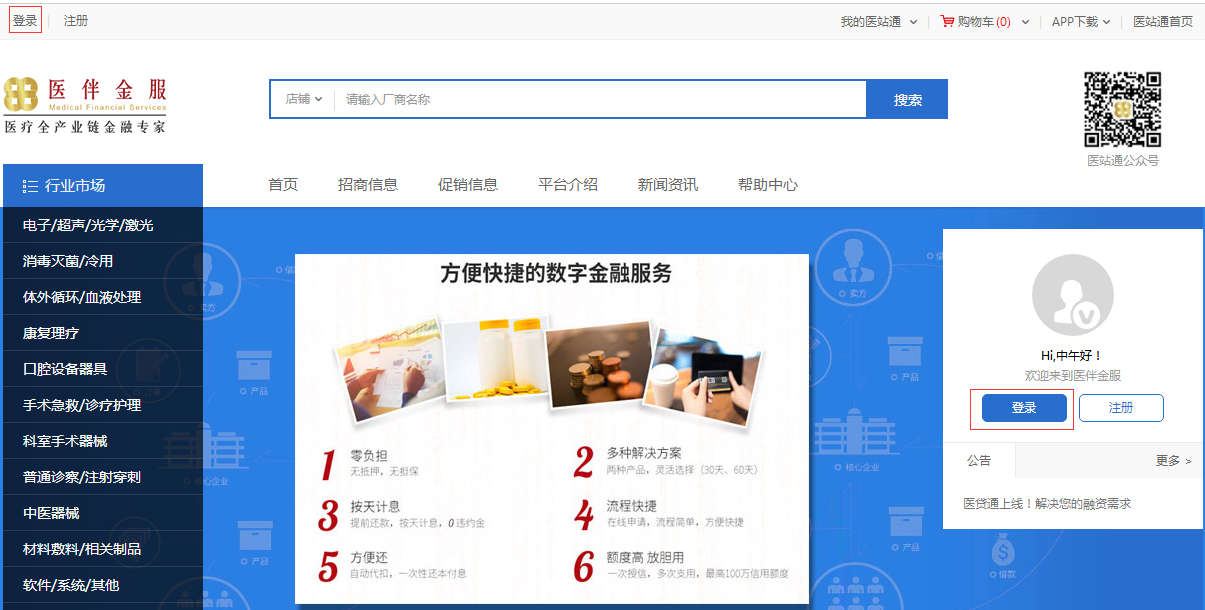 登录 注册 我的医站通 购物车(0) APP下载 医站通首页
医伴金服
Medical Financial Services
医疗全产业链金融专家
店铺 请输入厂商名称 搜索
医站通公众号
行业市场 首页 招商信息 促销信息 平台介绍 新闻资讯 帮助中心
电子/超声/光学/激光
消毒灭菌/冷用
体外循环/血液处理
康复理疗
口腔设备器具
手术急救/诊疗护理
科室手术器械
普通诊察/注射穿刺
中医器械
材料敷料/相关制品
软件/系统/其他
方便快捷的数字金融服务
1 零负担
无抵押，无担保
2 多种解决方案
两种产品，灵活选择（30天、60天）
3 按天计息
提前还款，按天计息，0违约金
4 流程快捷
在线申请，流程简单，方便快捷
5 方便还
自动代扣，一次性还本付息
6 额度高 放胆用
一次授信，多次支用，最高100万信用额度
卖方
产品
核心企业
产品
卖方
产品
核心企业
产品
借款
Hi,中午好！
欢迎来到医伴金服
登录 注册
公告 更多 >
医贷通上线！解决您的融资需求